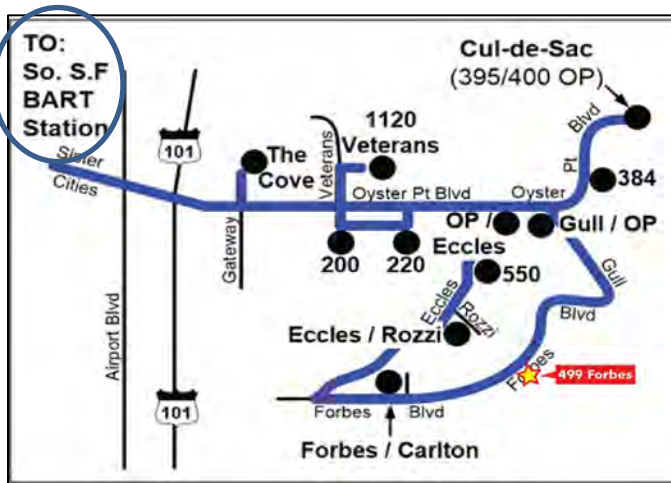 TO:
So. S.F
BART
Station
Cul-de-Sac
(395/400 OP)
101
Sister
Cities
The
Cove
1120
Veterans
Veterans
Oyster Pt Blvd
Oyster
Pt
Blvd
384
Gateway
200
220
OP /
Eccles
Gull / OP
Gull
550
Eccles
Rozzi
Blvd
Airport Blvd
Eccles / Rozzi
Forbes
499 Forbes
101
Forbes
Blvd
Forbes / Carlton